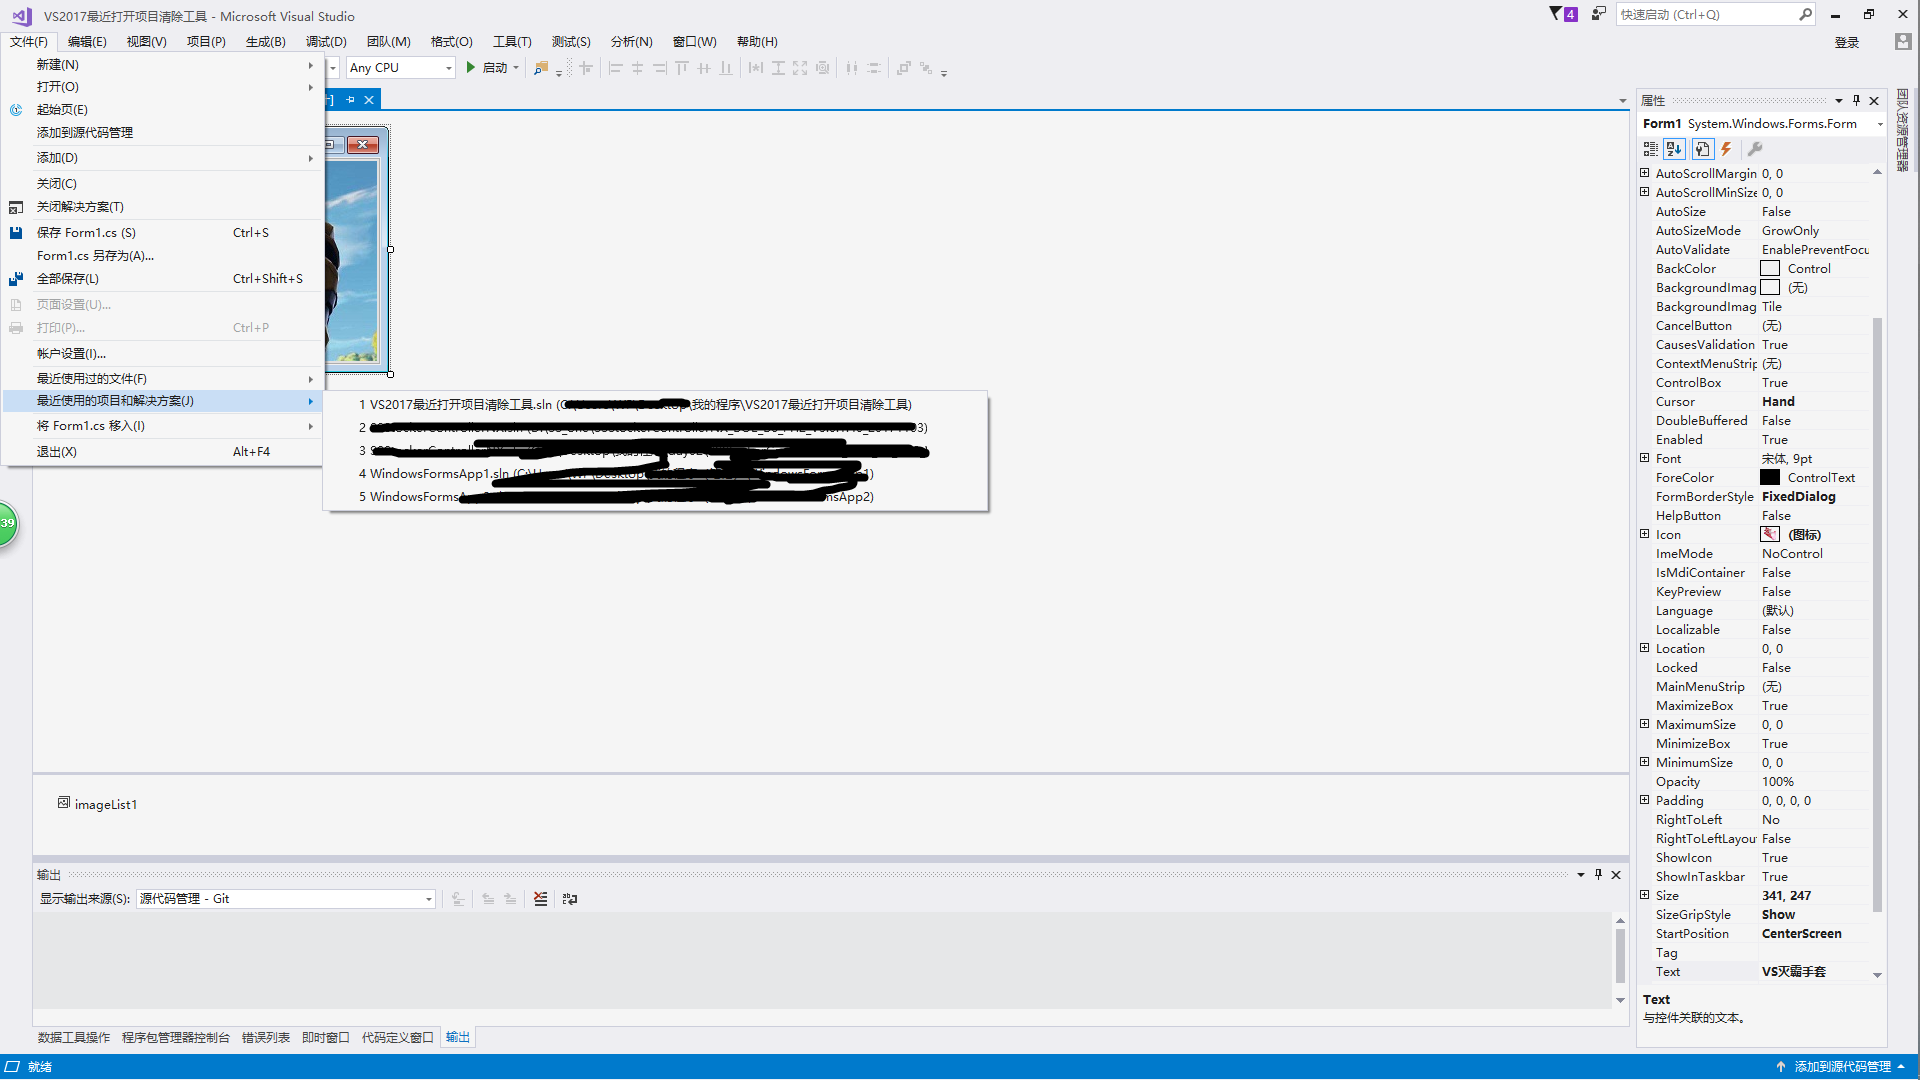 VS2017最近打开项目清除工具 - Microsoft Visual Studio
4
快速启动 (Ctrl+Q)
文件(F) 编辑(E) 视图(V) 项目(P) 生成(B) 调试(D) 团队(M) 格式(O) 工具(T) 测试(S) 分析(N) 窗口(W) 帮助(H)
登录
Any CPU 启动
新建(N)
打开(O)
起始页(E)
添加到源代码管理
添加(D)
关闭(C)
关闭解决方案(T)
保存 Form1.cs (S) Ctrl+S
Form1.cs 另存为(A)...
全部保存(L) Ctrl+Shift+S
页面设置(U)...
打印(P)... Ctrl+P
帐户设置(I)...
最近使用过的文件(F)
最近使用的项目和解决方案(J)
将 Form1.cs 移入(I)
退出(X) Alt+F4
1 VS2017最近打开项目清除工具.sln (C 我的程序\VS2017最近打开项目清除工具)
2
3
4 WindowsFormsApp1.sln
5 WindowsForms msApp2)
39
imageList1
输出
显示输出来源(S): 源代码管理 - Git
数据工具操作 程序包管理器控制台 错误列表 即时窗口 代码定义窗口 输出
就绪
添加到源代码管理
属性
Form1 System.Windows.Forms.Form
AutoScrollMargin 0, 0
AutoScrollMinSize 0, 0
AutoSize False
AutoSizeMode GrowOnly
AutoValidate EnablePreventFocu
BackColor Control
BackgroundImag (无)
BackgroundImag Tile
CancelButton (无)
CausesValidation True
ContextMenuStrip (无)
ControlBox True
Cursor Hand
DoubleBuffered False
Enabled True
Font 宋体, 9pt
ForeColor ControlText
FormBorderStyle FixedDialog
HelpButton False
Icon (图标)
ImeMode NoControl
IsMdiContainer False
KeyPreview False
Language (默认)
Localizable False
Location 0, 0
Locked False
MainMenuStrip (无)
MaximizeBox True
MaximumSize 0, 0
MinimizeBox True
MinimumSize 0, 0
Opacity 100%
Padding 0, 0, 0, 0
RightToLeft No
RightToLeftLayou False
ShowIcon True
ShowInTaskbar True
Size 341, 247
SizeGripStyle Show
StartPosition CenterScreen
Tag
Text VS灭霸手套
Text
与控件关联的文本。
团队资源管理器